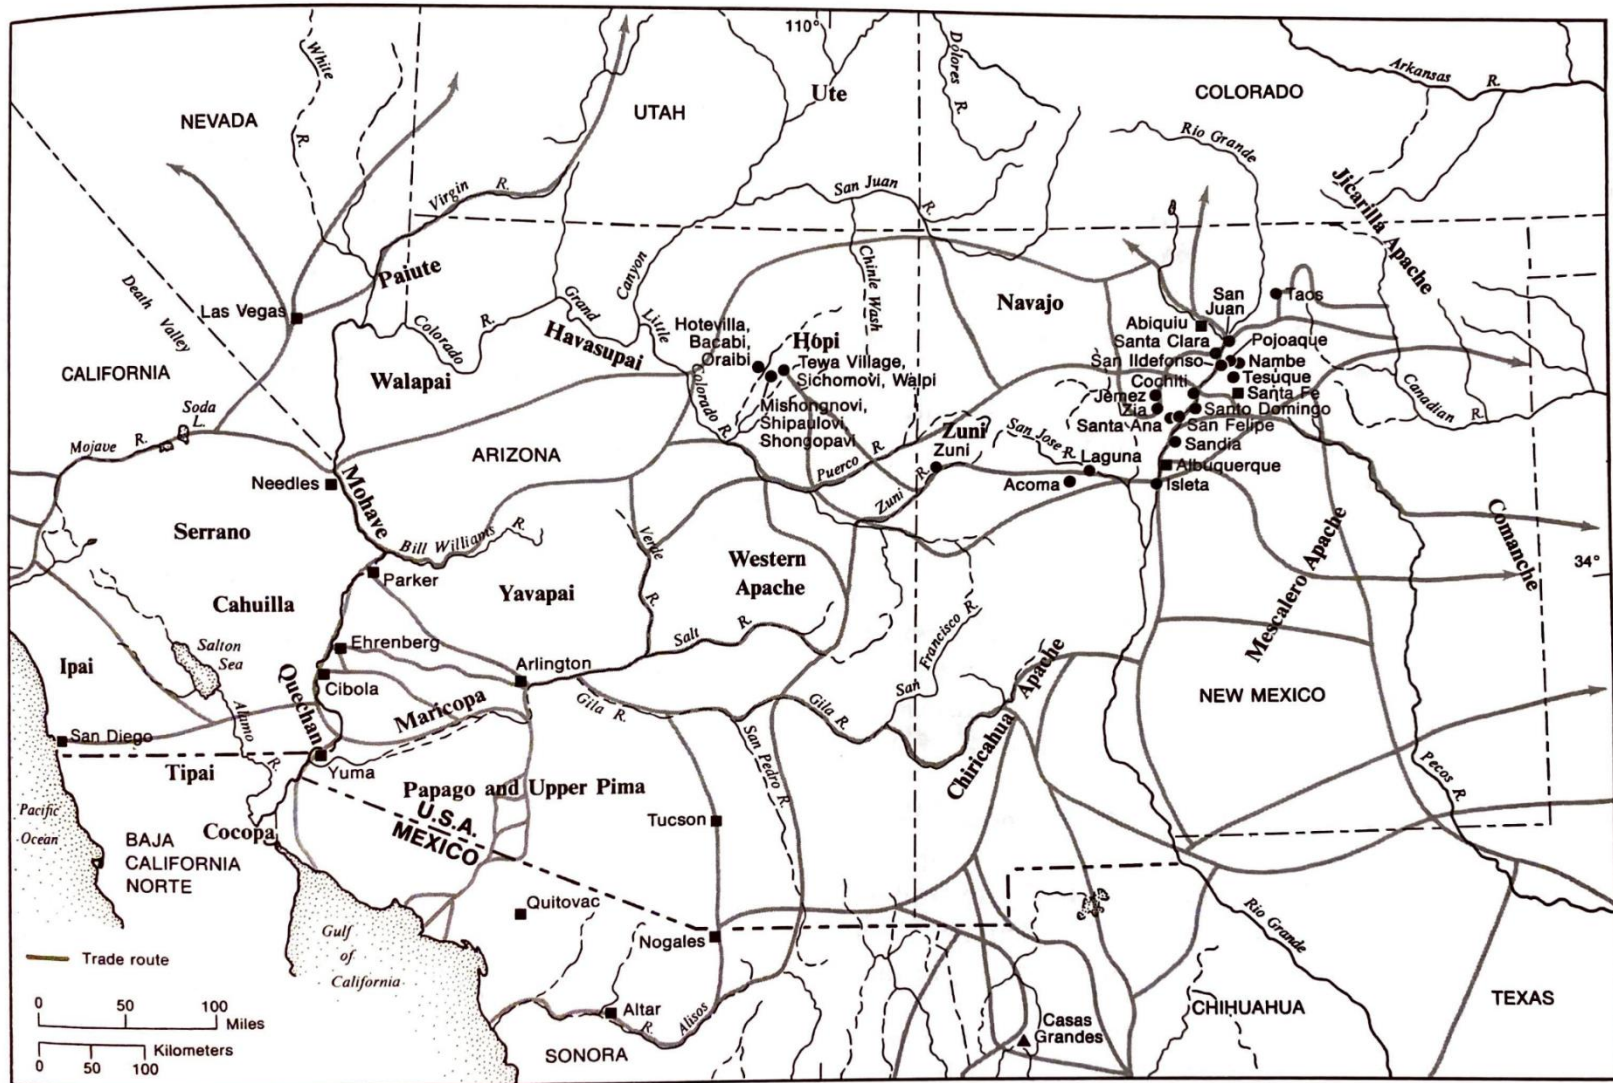 110°
White
R.
Dolores R.
Arkansas R.
Ute
COLORADO
NEVADA
UTAH
Rio Grande
Virgin R.
San Juan
R.
Jicarilla Apache
Paiute
Canyon
Chinle Wash
Death Valley
Las Vegas
Grand
Navajo
San
Juan
Taos
Colorado R.
Havasupai
Little
Colorado R.
Hotevilla,
Bacabi,
Oraibi
Hopi
Tewa Village,
Sichomovi, Walpi
Abiquiu
Santa Clara
Pojoaque
San Ildefonso
Nambe
CALIFORNIA
Walapai
Cochiti
Tesuque
Jemez
Santa Fe
Canadian
R.
Soda
L.
Mishongnovi,
Shipaulovi,
Shongopavi
Zia
Santo Domingo
Santa Ana
San Felipe
Mojave R.
Zuni
San Jose R.
Sandia
ARIZONA
Zuni
Laguna
Albuquerque
Puerco R.
Needles
Mohave
Acoma
Isleta
Zuni R.
Serrano
Bill Williams R.
Verde
R.
Western
Apache
Mescalero Apache
Comanche
34°
Parker
Cahuilla
Yavapai
Salton
Sea
Ehrenberg
Salt R.
San Francisco R.
Ipai
Arlington
Cibola
Quechan
Maricopa
Gila R.
Gila R.
Chiricahua Apache
NEW MEXICO
Alamo
R.
San Diego
San Pedro R.
Yuma
Tipai
Papago and Upper Pima
Pecos R.
Pacific
Ocean
U.S.A.
MEXICO
Tucson
Cocopa
BAJA
CALIFORNIA
NORTE
Quitovac
Rio Grande
Gulf
of
California
Nogales
Trade route
0 50 100
Miles
Kilometers
0 50 100
Altar
R. Alisos
SONORA
Casas
Grandes
CHIHUAHUA
TEXAS